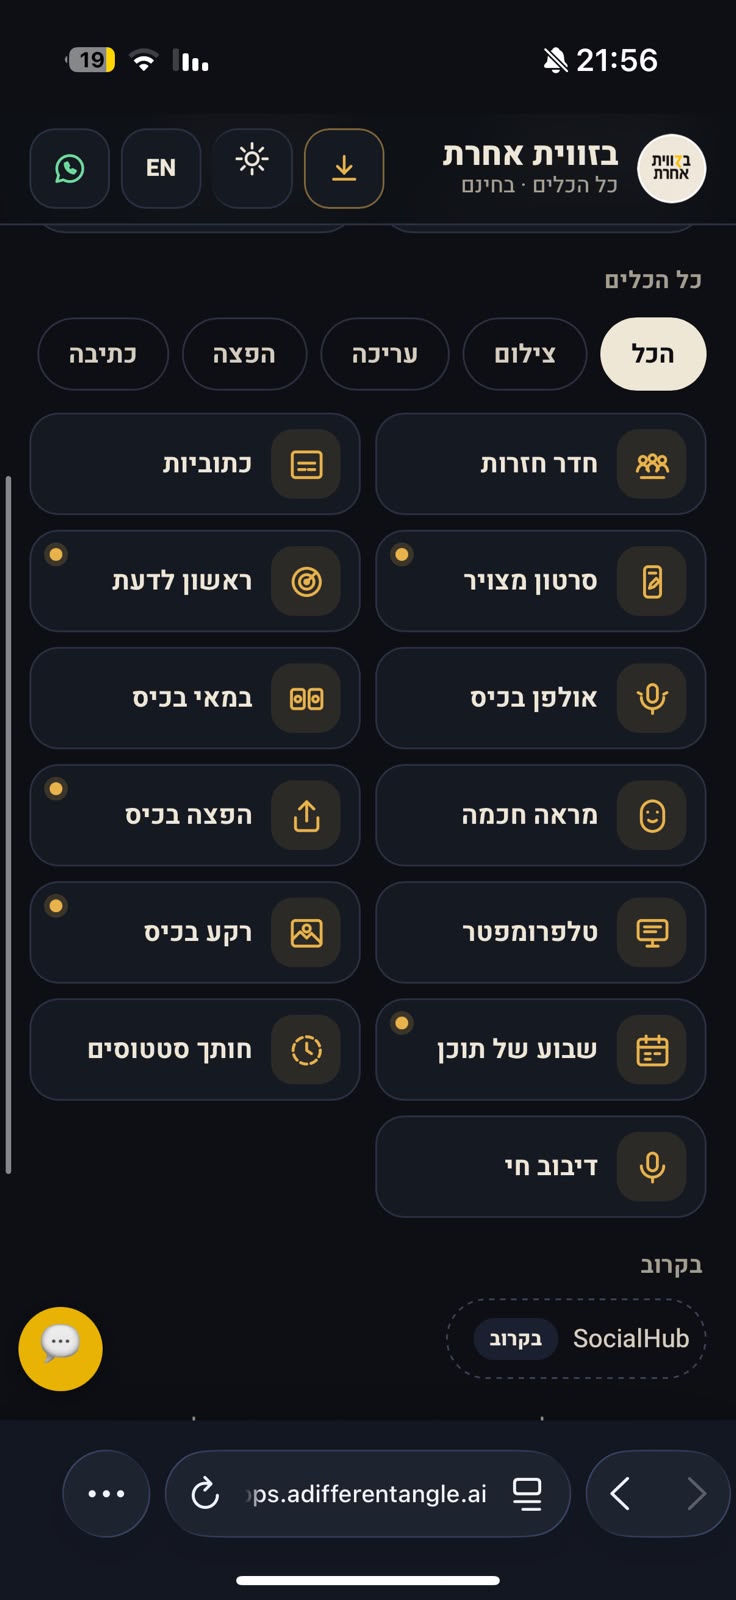 21:56
19
בזווית אחרת
כל הכלים · בחינם
EN
בזווית
אחרת
כל הכלים
הכל
צילום
עריכה
הפצה
כתיבה
חדר חזרות
כתוביות
סרטון מצויר
ראשון לדעת
אולפן בכיס
במאי בכיס
מראה חכמה
הפצה בכיס
טלפרומפטר
רקע בכיס
שבוע של תוכן
חותך סטטוסים
דיבוב חי
בקרוב
SocialHub בקרוב
ps.adifferentangle.ai